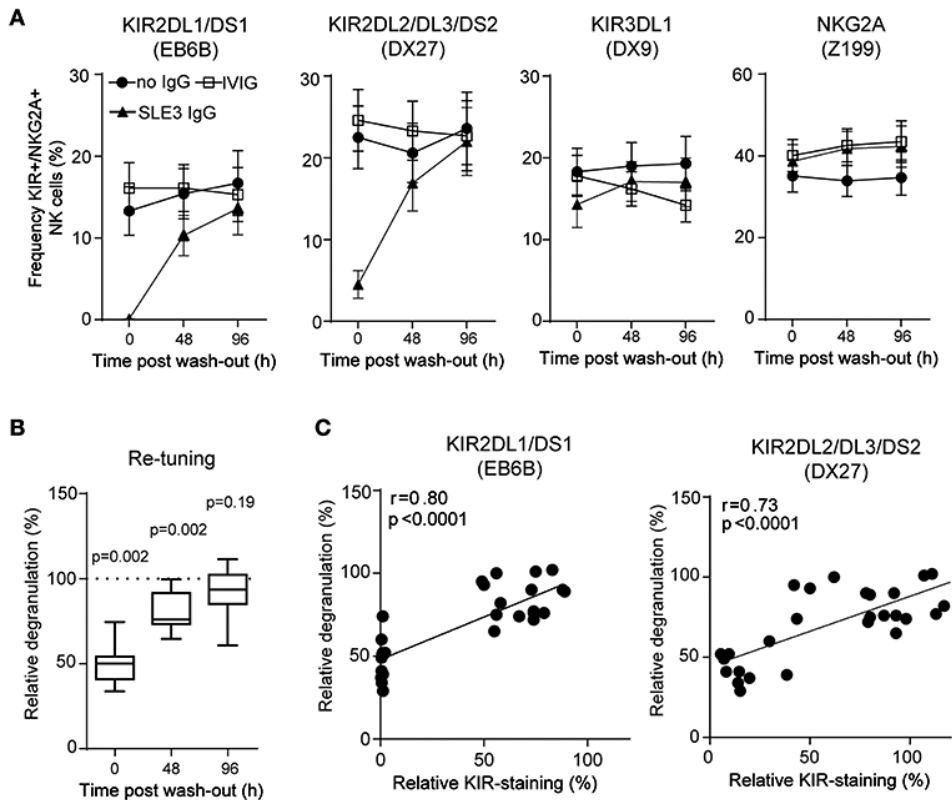 A
KIR2DL1/DS1
(EB6B)
KIR2DL2/DL3/DS2
(DX27)
KIR3DL1
(DX9)
NKG2A
(Z199)
Frequency KIR+/NKG2A+
NK cells (%)
30
20
10
0
no IgG
IVIG
SLE3 IgG
0 48 96
Time post wash-out (h)
30
20
10
0
0 48 96
Time post wash-out (h)
30
20
10
0
0 48 96
Time post wash-out (h)
60
40
20
0
0 48 96
Time post wash-out (h)
B
Re-tuning
Relative degranulation (%)
150
100
50
0
p=0.002
p=0.002
p=0.19
0 48 96
Time post wash-out (h)
C
KIR2DL1/DS1
(EB6B)
Relative degranulation (%)
150
100
50
0
r=0.80
p<0.0001
0 50 100
Relative KIR-staining (%)
KIR2DL2/DL3/DS2
(DX27)
Relative degranulation (%)
150
100
50
0
r=0.73
p<0.0001
0 50 100
Relative KIR-staining (%)